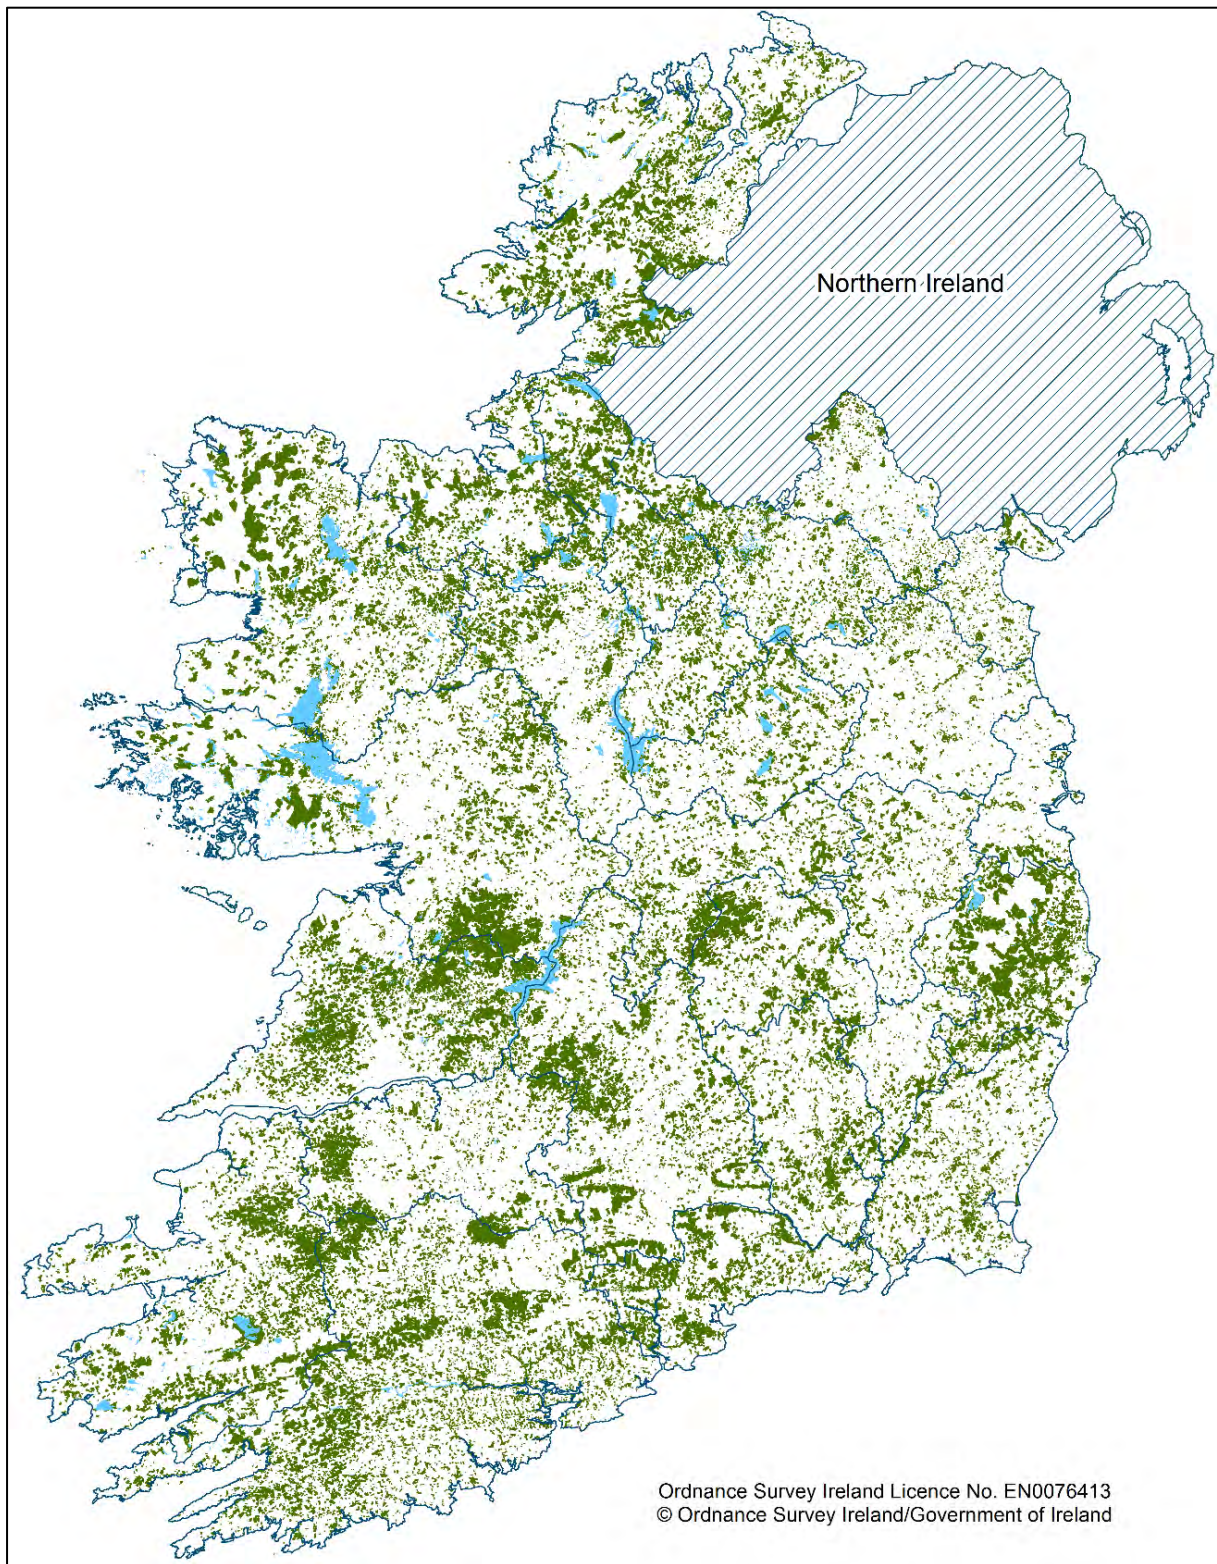 Northern Ireland
Ordnance Survey Ireland Licence No. EN0076413
© Ordnance Survey Ireland/Government of Ireland